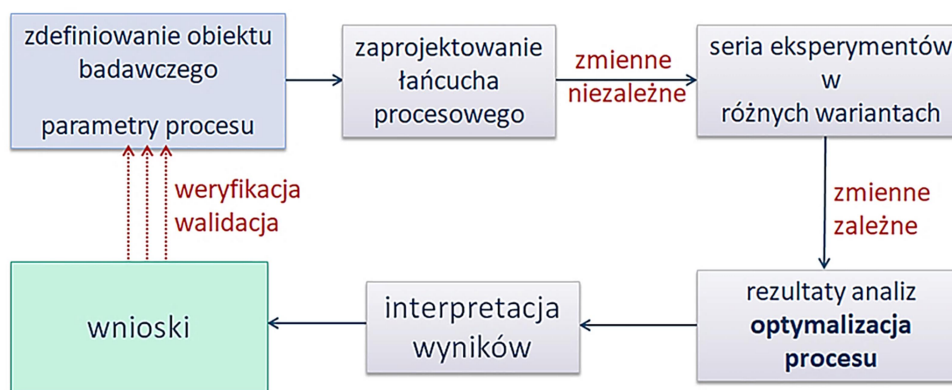 zdefiniowanie obiektu
badawczego
parametry procesu
zaprojektowanie
łańcucha
procesowego
zmienne
niezależne
seria eksperymentów
w
różnych wariantach
weryfikacja
walidacja
zmienne
zależne
wnioski
interpretacja
wyników
rezultaty analiz
optymalizacja
procesu